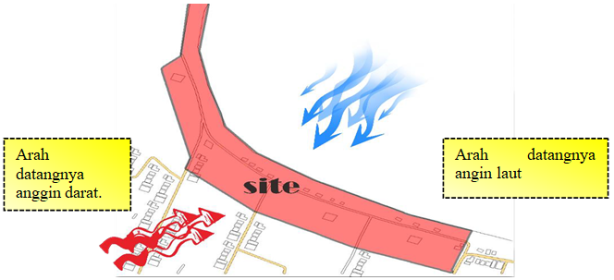 Arah
datangnya
anggin darat.
site
Arah datangnya
angin laut